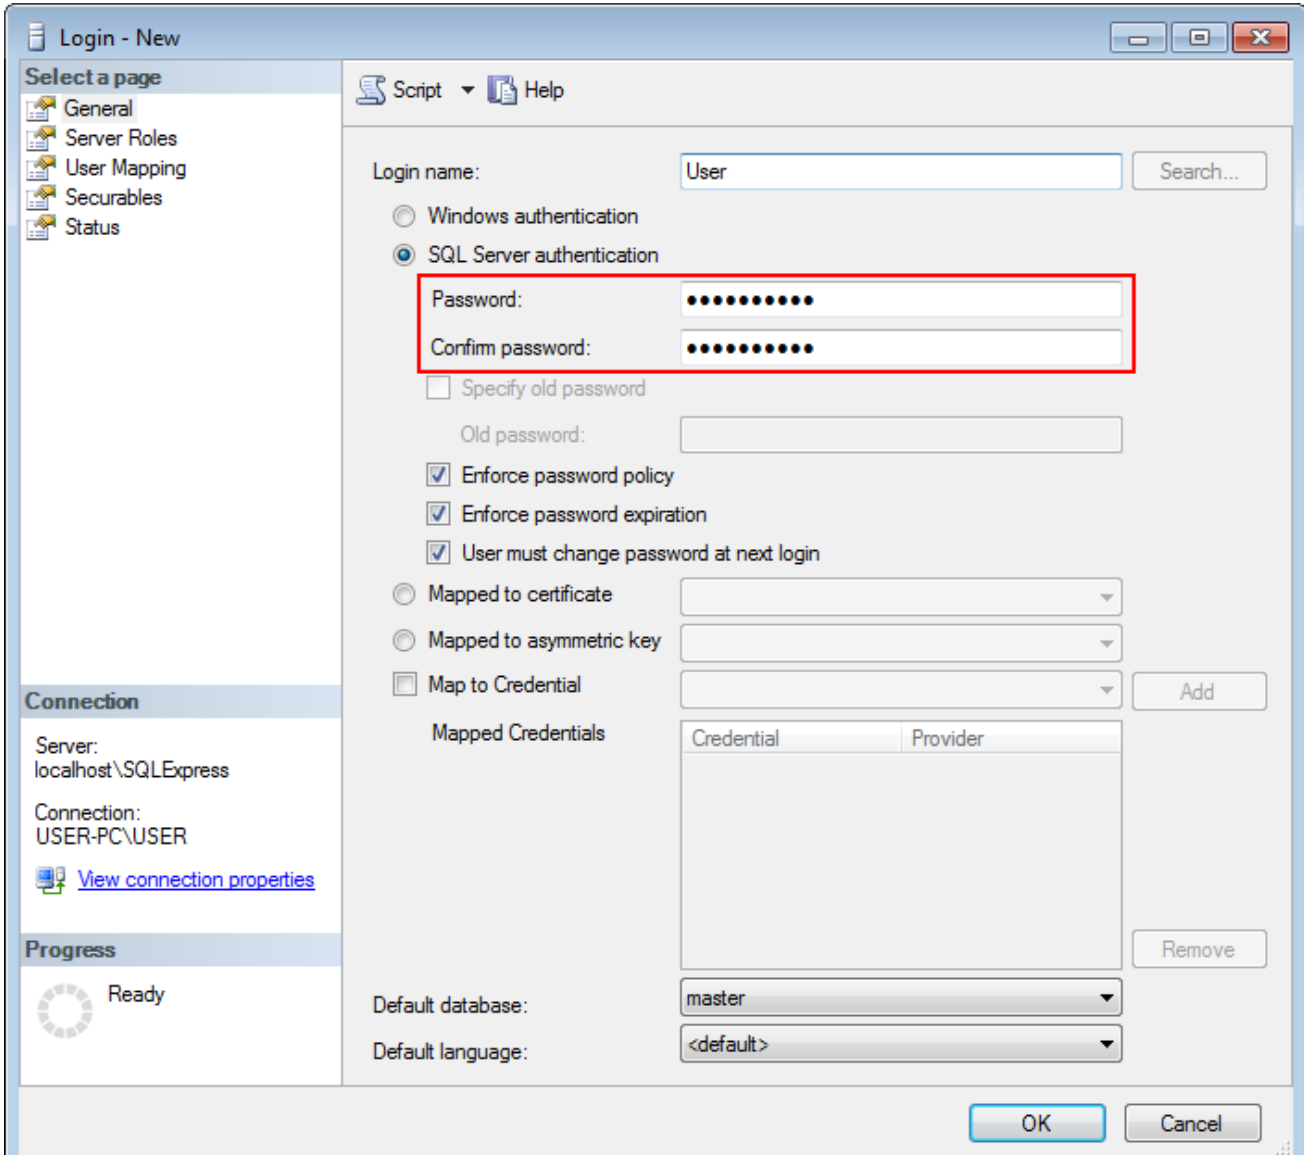 Login - New
Select a page
General
Server Roles
User Mapping
Securables
Status
Connection
Server:
localhost\SQLExpress
Connection:
USER-PC\USER
View connection properties
Progress
Ready
Script Help
Login name: User Search...
Windows authentication
SQL Server authentication
Password: ●●●●●●●●●●
Confirm password: ●●●●●●●●●●
Specify old password
Old password:
Enforce password policy
Enforce password expiration
User must change password at next login
Mapped to certificate
Mapped to asymmetric key
Map to Credential Add
Mapped Credentials Credential Provider
Remove
Default database: master
Default language: <default>
OK Cancel